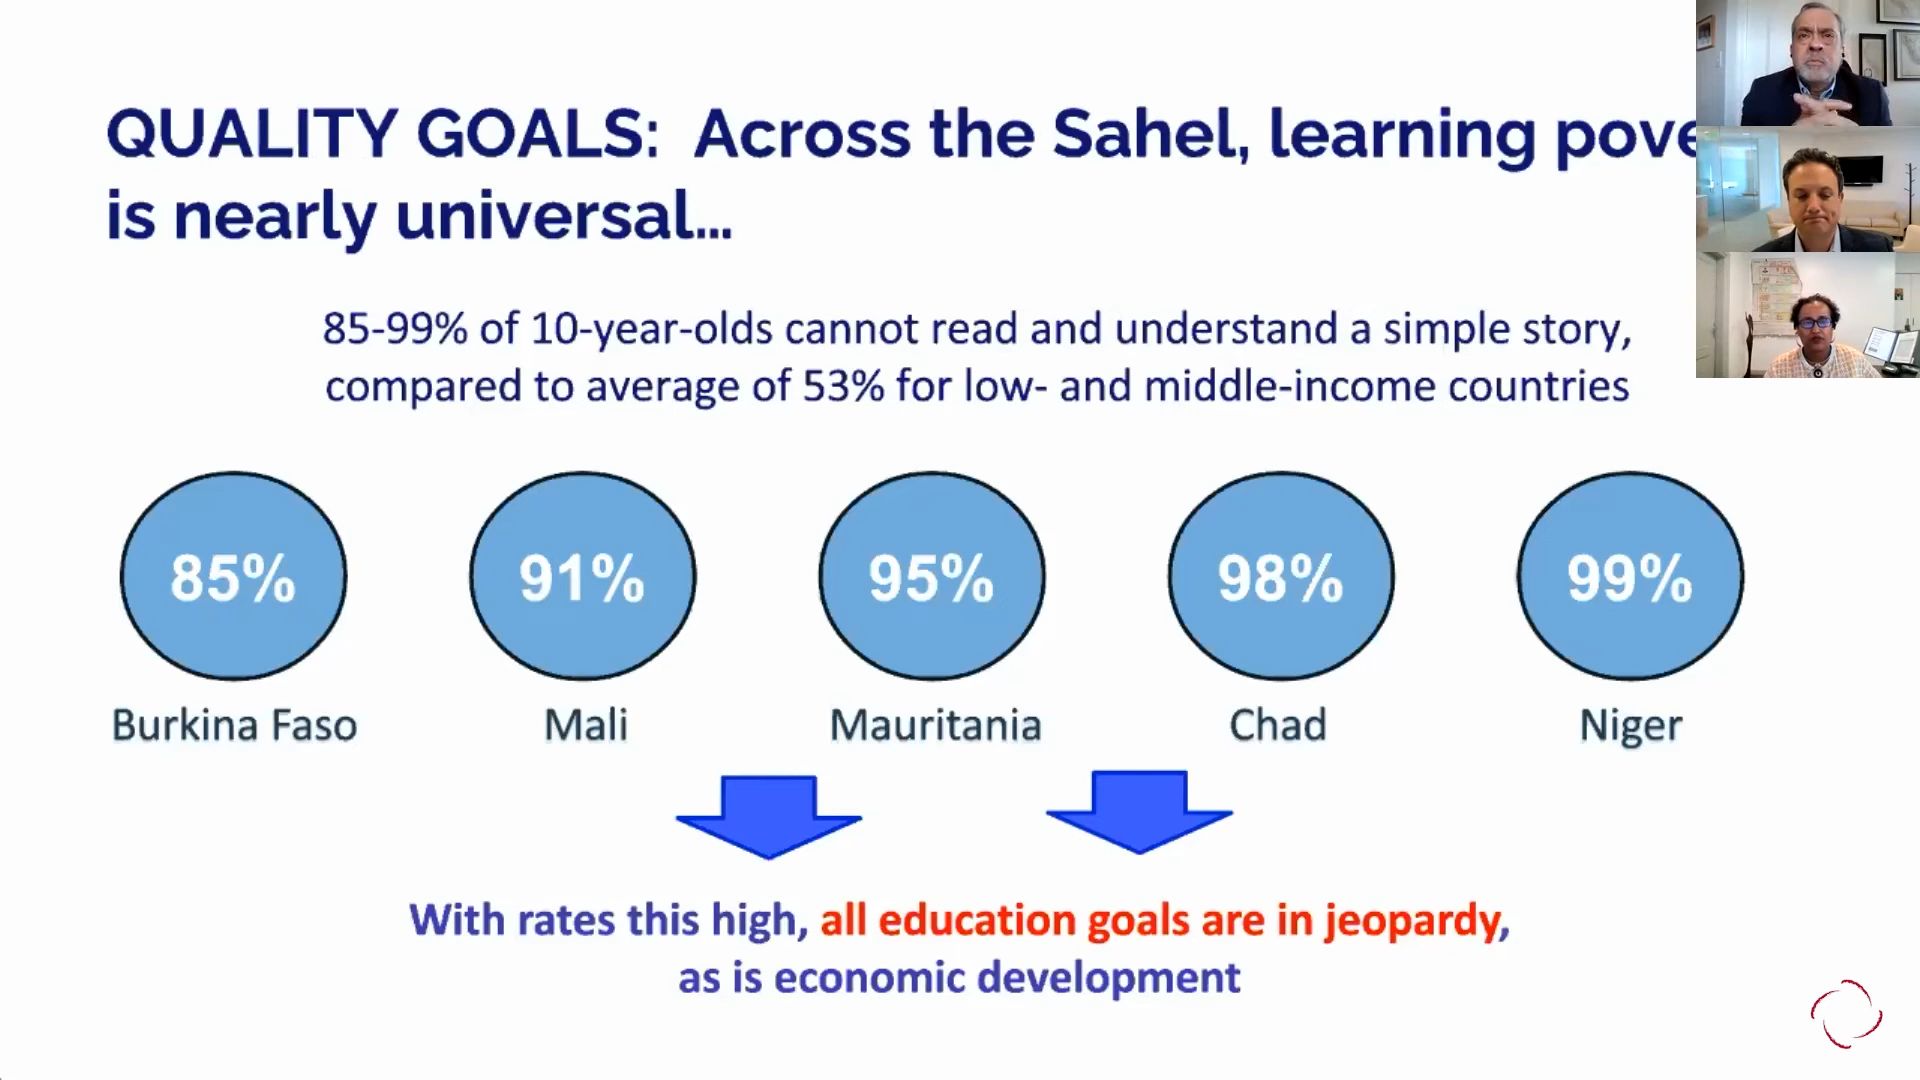 QUALITY GOALS: Across the Sahel, learning
is nearly universal...
85-99% of 10-year-olds cannot read and understand a simple story,
compared to average of 53% for low- and middle-income countries
85% 91% 95% 98% 99%
Burkina Faso Mali Mauritania Chad Niger
With rates this high, all education goals are in jeopardy,
as is economic development